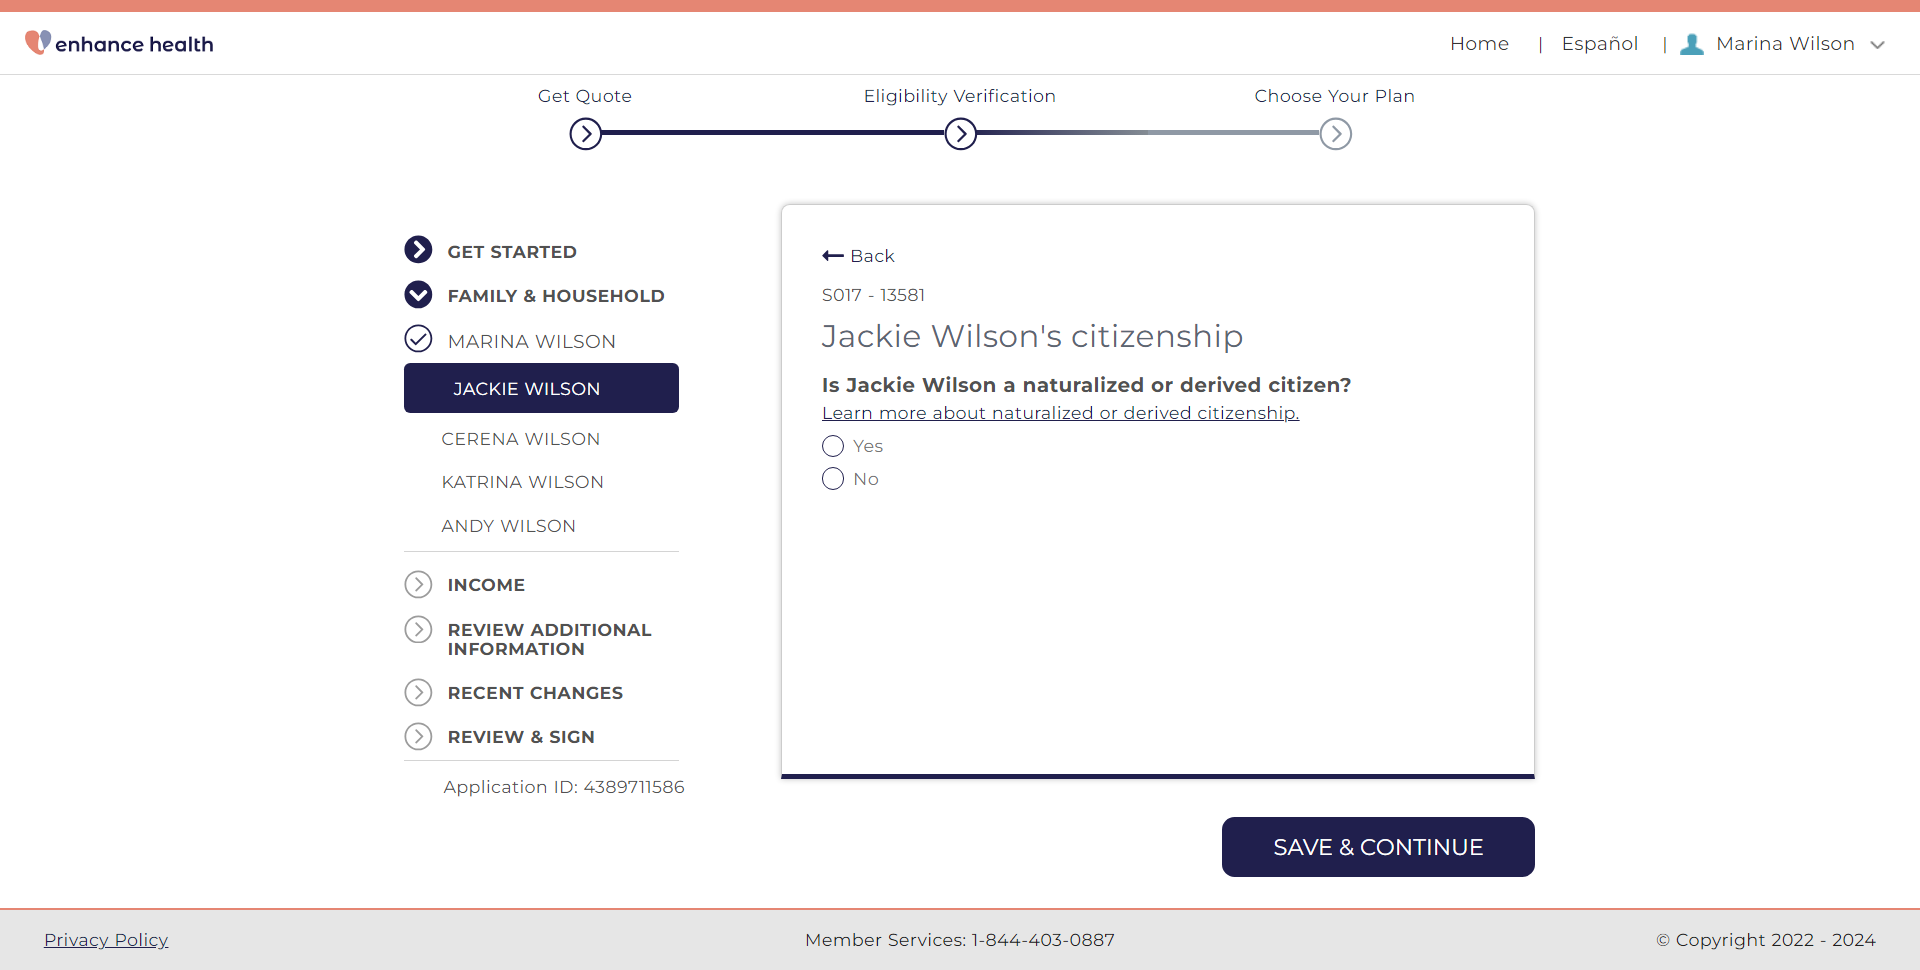 enhance health
Home | Español | Marina Wilson
Get Quote
Eligibility Verification
Choose Your Plan
GET STARTED
FAMILY & HOUSEHOLD
MARINA WILSON
JACKIE WILSON
CERENA WILSON
KATRINA WILSON
ANDY WILSON
INCOME
REVIEW ADDITIONAL
INFORMATION
RECENT CHANGES
REVIEW & SIGN
Application ID: 4389711586
Back
S017 - 13581
Jackie Wilson's citizenship
Is Jackie Wilson a naturalized or derived citizen?
Learn more about naturalized or derived citizenship.
Yes
No
SAVE & CONTINUE
Privacy Policy
Member Services: 1-844-403-0887
© Copyright 2022 - 2024